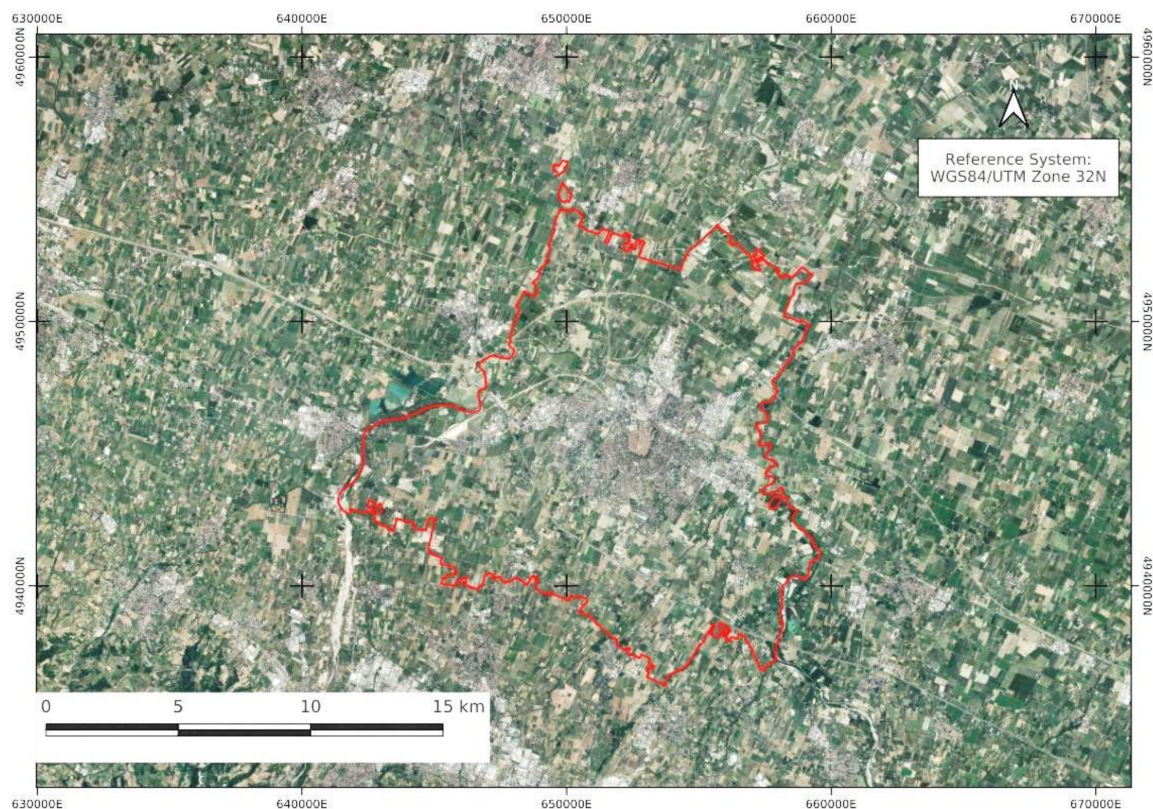 630000E 640000E 650000E 660000E 670000E
4960000N 4960000N
N
Reference System:
WGS84/UTM Zone 32N
4950000N 4950000N
4940000N 4940000N
0 5 10 15 km
630000E 640000E 650000E 660000E 670000E